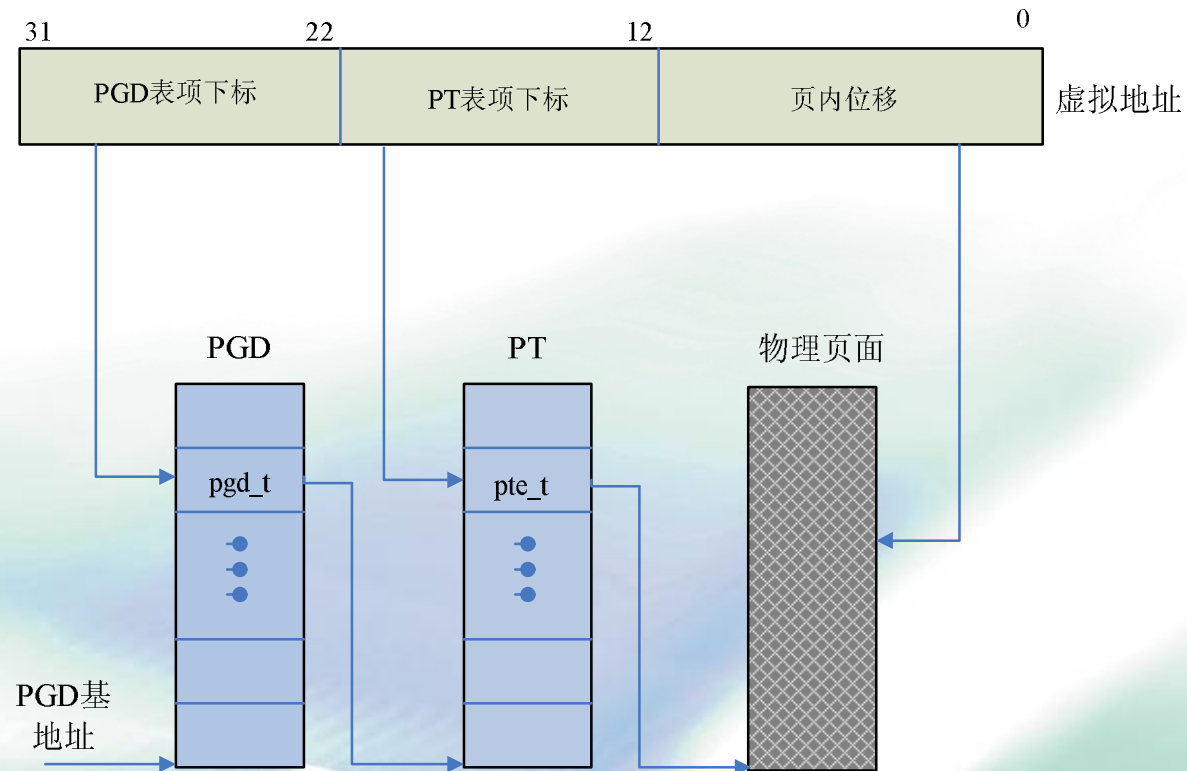 31
22
12
0
PGD表项下标
PT表项下标
页内位移
虚拟地址
PGD
PT
物理页面
pgd_t
pte_t
PGD基
地址